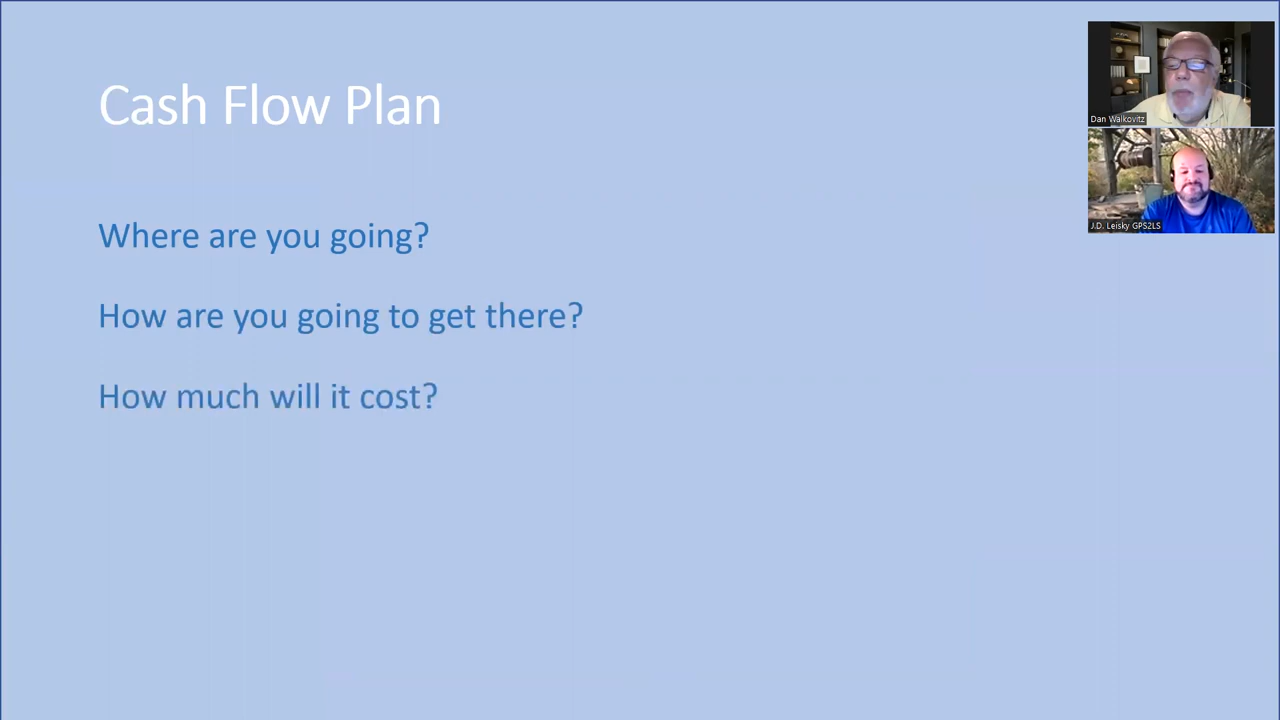 Cash Flow Plan
Where are you going?
How are you going to get there?
How much will it cost?
Dan Walkovitz
J.D. Leisky GPS2LS